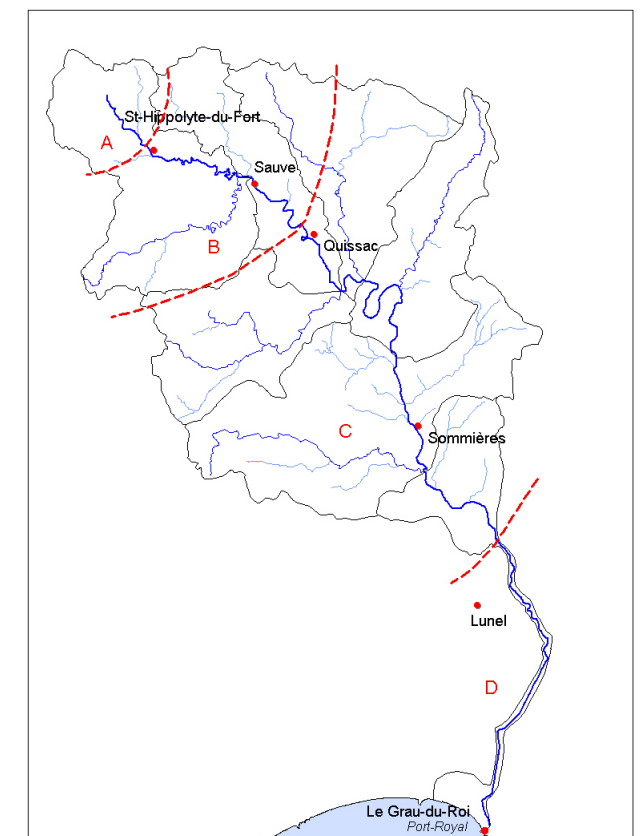 St-Hippolyte-du-Fort
A
Sauve
B
Quissac
C
Sommières
Lunel
D
Le Grau-du-Roi
Port-Royal